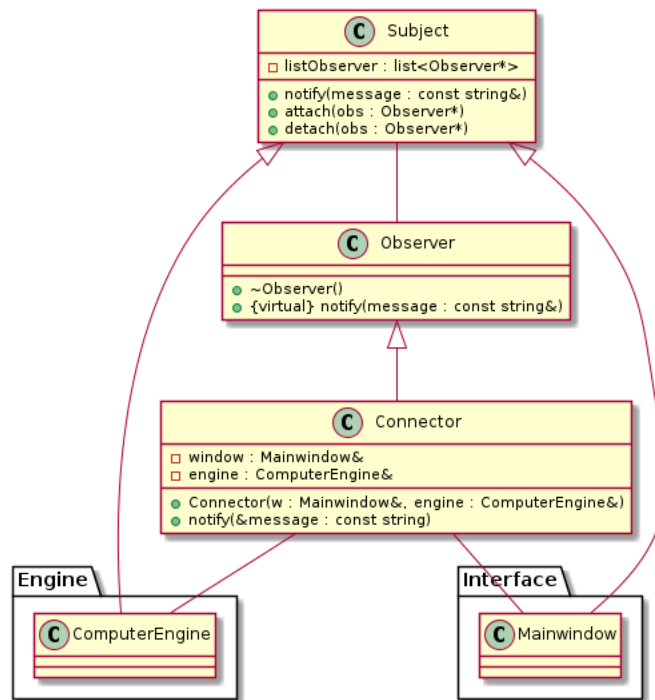 C Subject
listObserver : list<Observer*>
notify(message : const string&)
attach(obs : Observer*)
detach(obs : Observer*)
C Observer
~Observer()
{virtual} notify(message : const string&)
C Connector
window : Mainwindow&
engine : ComputerEngine&
Connector(w : Mainwindow&, engine : ComputerEngine&)
notify(&message : const string)
Engine
C ComputerEngine
Interface
C Mainwindow